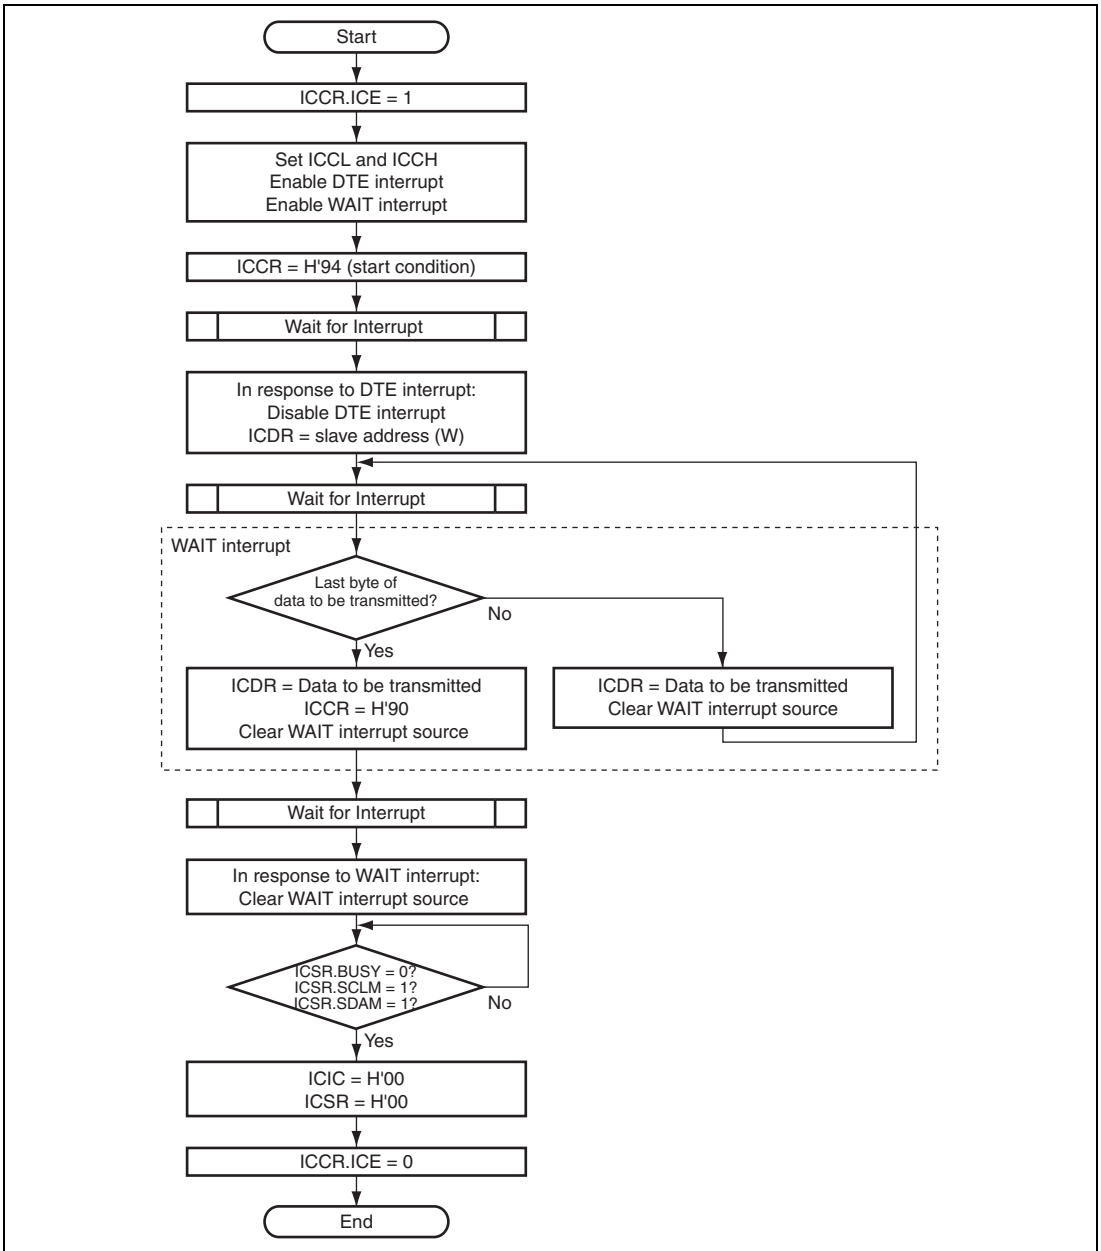 Start
ICCR.ICE = 1
Set ICCL and ICCH
Enable DTE interrupt
Enable WAIT interrupt
ICCR = H'94 (start condition)
Wait for Interrupt
In response to DTE interrupt:
Disable DTE interrupt
ICDR = slave address (W)
Wait for Interrupt
WAIT interrupt
Last byte of
data to be transmitted?
No
Yes
ICDR = Data to be transmitted
ICCR = H'90
Clear WAIT interrupt source
ICDR = Data to be transmitted
Clear WAIT interrupt source
Wait for Interrupt
In response to WAIT interrupt:
Clear WAIT interrupt source
ICSR.BUSY = 0?
ICSR.SCLM = 1?
ICSR.SDAM = 1?
No
Yes
ICIC = H'00
ICSR = H'00
ICCR.ICE = 0
End